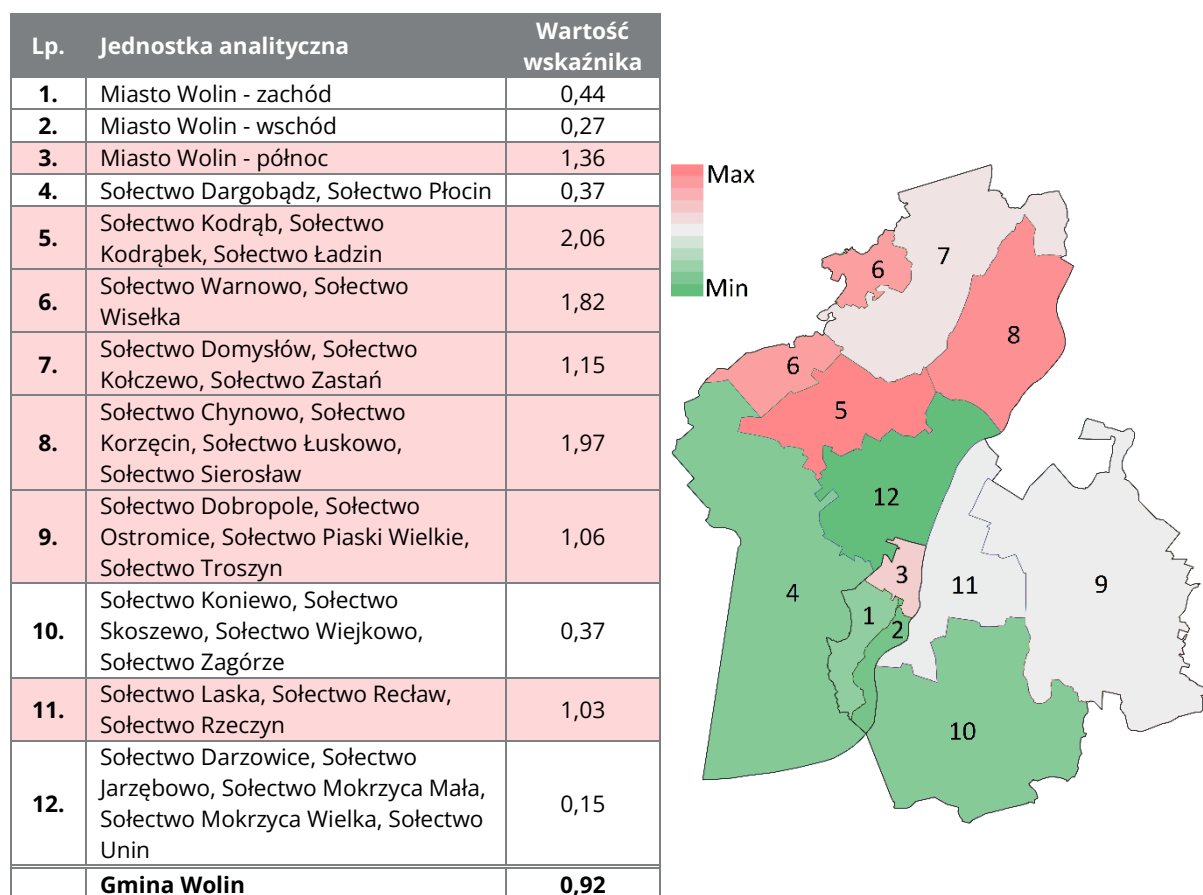 Lp. Jednostka analityczna Wartość
wskaźnika
1. Miasto Wolin - zachód 0,44
2. Miasto Wolin - wschód 0,27
3. Miasto Wolin - północ 1,36
4. Sołectwo Dargobądz, Sołectwo Płocin 0,37
5. Sołectwo Kodrąb, Sołectwo
Kodrąbek, Sołectwo Ładzin 2,06
6. Sołectwo Warnowo, Sołectwo
Wisełka 1,82
7. Sołectwo Domysłów, Sołectwo
Kołczewo, Sołectwo Zastań 1,15
8. Sołectwo Chynowo, Sołectwo
Korzęcin, Sołectwo Łuskowo,
Sołectwo Sierosław 1,97
9. Sołectwo Dobropole, Sołectwo
Ostromice, Sołectwo Piaski Wielkie,
Sołectwo Troszyn 1,06
10. Sołectwo Koniewo, Sołectwo
Skoszewo, Sołectwo Wiejkowo,
Sołectwo Zagórze 0,37
11. Sołectwo Laska, Sołectwo Recław,
Sołectwo Rzeczyn 1,03
12. Sołectwo Darzowice, Sołectwo
Jarzębowo, Sołectwo Mokrzyca Mała,
Sołectwo Mokrzyca Wielka, Sołectwo
Unin 0,15
Gmina Wolin 0,92
Max
Min
7
6
8
6
5
12
3
11
9
4
1
2
10